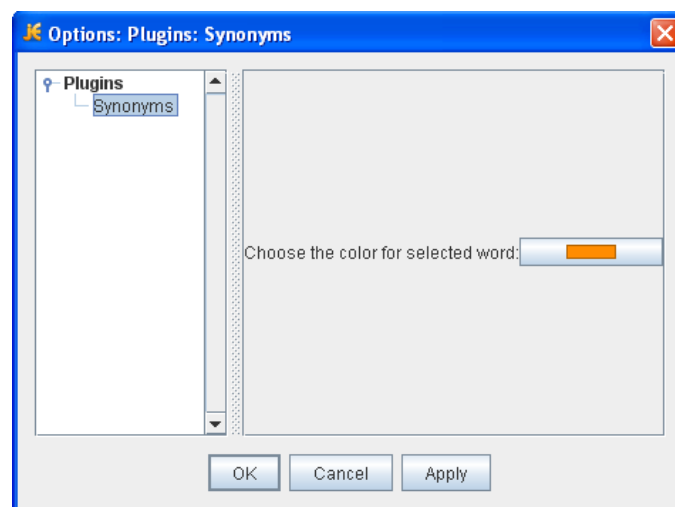 Options: Plugins: Synonyms
Plugins
Synonyms
Choose the color for selected word:
OK Cancel Apply